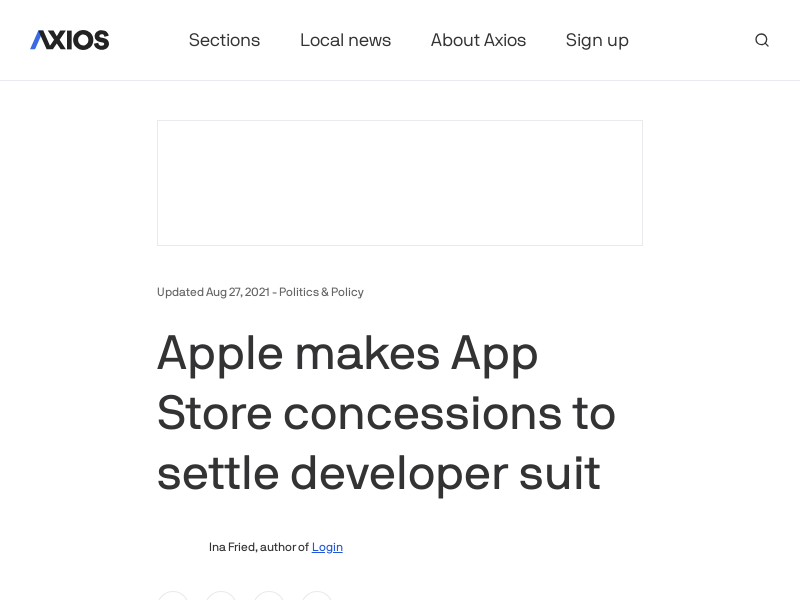 AXIOS
Sections
Local news
About Axios
Sign up
Updated Aug 27, 2021 - Politics & Policy
Apple makes App
Store concessions to
settle developer suit
Ina Fried, author of Login